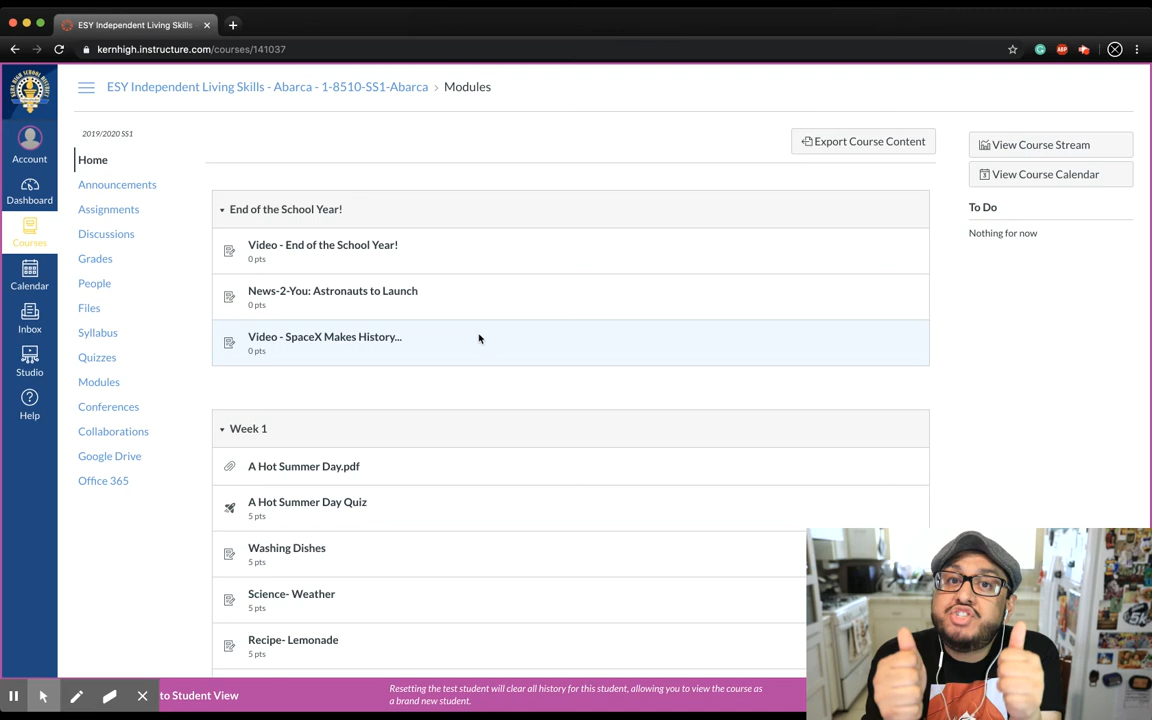 ESY Independent Living Skills
kernhigh.instructure.com/courses/141037
ABP
ESY Independent Living Skills - Abarca - 1-8510-SS1-Abarca > Modules
2019/2020 SS1
Export Course Content
View Course Stream
View Course Calendar
To Do
Nothing for now
Account
Dashboard
Courses
Calendar
Inbox
Studio
Help
Home
Announcements
Assignments
Discussions
Grades
People
Files
Syllabus
Quizzes
Modules
Conferences
Collaborations
Google Drive
Office 365
End of the School Year!
Video - End of the School Year!
0 pts
News-2-You: Astronauts to Launch
0 pts
Video - SpaceX Makes History...
0 pts
Week 1
A Hot Summer Day.pdf
A Hot Summer Day Quiz
5 pts
Washing Dishes
5 pts
Science- Weather
5 pts
Recipe- Lemonade
5 pts
to Student View
Resetting the test student will clear all history for this student, allowing you to view the course as
a brand new student.